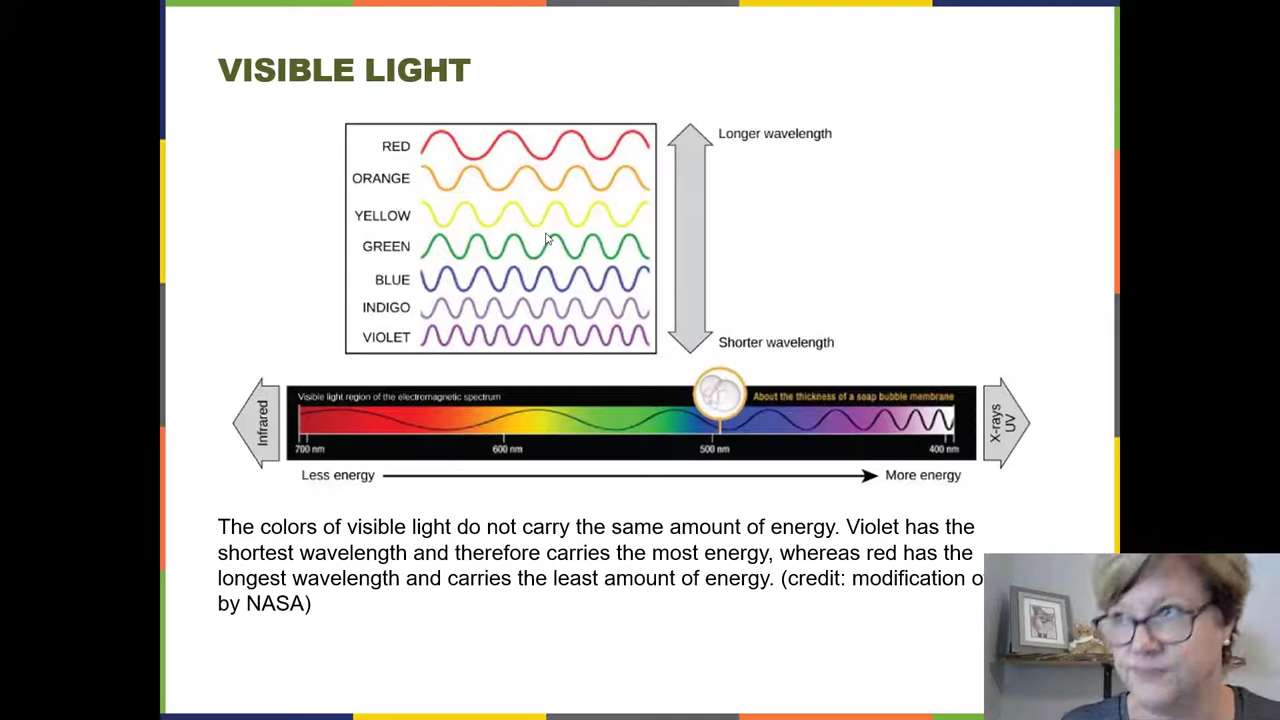 VISIBLE LIGHT
RED
ORANGE
YELLOW
GREEN
BLUE
INDIGO
VIOLET
Longer wavelength
Shorter wavelength
Infrared
Visible light region of the electromagnetic spectrum
About the thickness of a soap bubble membrane
700 nm
600 nm
500 nm
400 nm
X-rays
UV
Less energy
More energy
The colors of visible light do not carry the same amount of energy. Violet has the
shortest wavelength and therefore carries the most energy, whereas red has the
longest wavelength and carries the least amount of energy. (credit: modification o
by NASA)